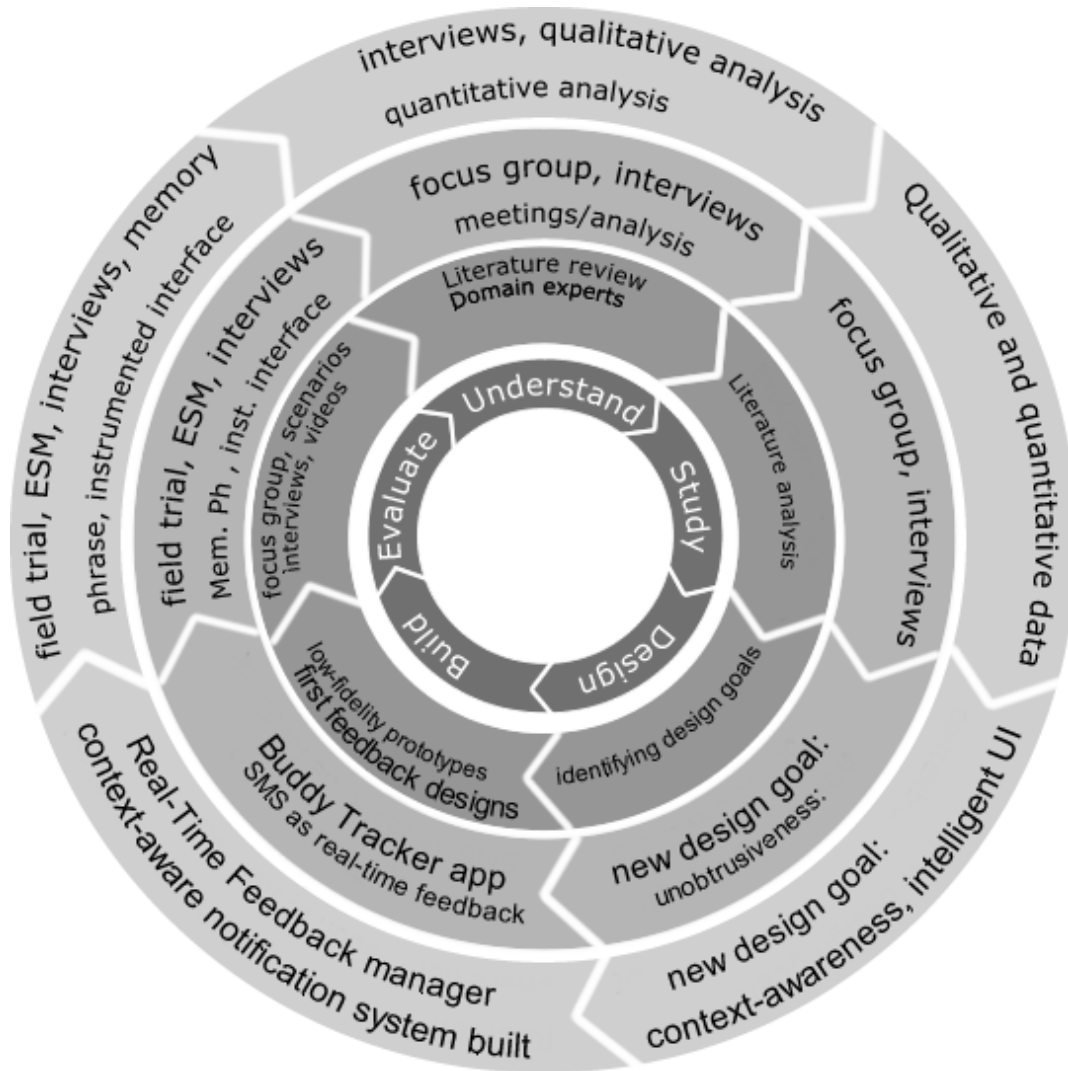 interviews, qualitative analysis
quantitative analysis
Qualitative and quantitative data
new design goal:
context-awareness, intelligent UI
Real-Time Feedback manager
context-aware notification system built
field trial, ESM, interviews, memory
phrase, instrumented interface
focus group, interviews
meetings/analysis
focus group, interviews
new design goal:
unobtrusiveness:
Buddy Tracker app
SMS as real-time feedback
field trial, ESM, interviews
Mem. Ph , inst. interface
Literature review
Domain experts
Literature analysis
identifying design goals
low-fidelity prototypes
first feedback designs
focus group, scenarios
interviews, videos
Understand
Study
Design
Build
Evaluate